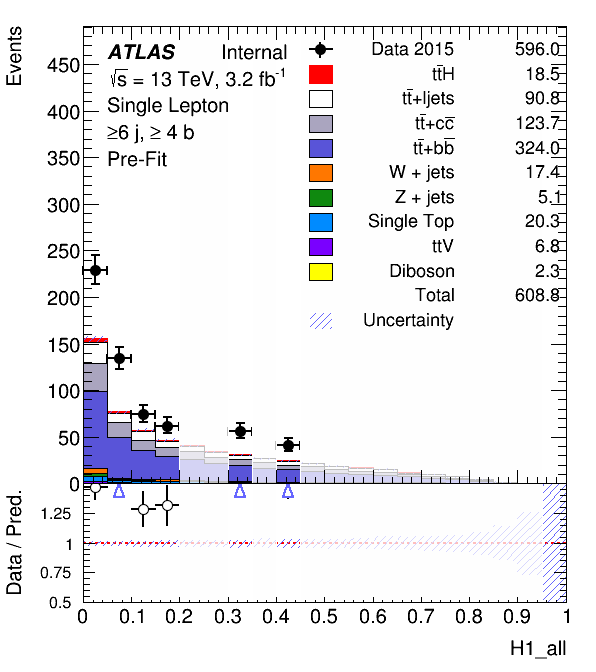 Events
ATLAS Internal
√s = 13 TeV, 3.2 fb⁻¹
Single Lepton
≥6 j, ≥ 4 b
Pre-Fit
Data 2015 596.0
tt̄H 18.5
tt̄+ljets 90.8
tt̄+cc̄ 123.7
tt̄+bb̄ 324.0
W + jets 17.4
Z + jets 5.1
Single Top 20.3
ttV 6.8
Diboson 2.3
Total 608.8
Uncertainty
450
400
350
300
250
200
150
100
50
0
Data / Pred.
1.25
1
0.75
0.5
0 0.1 0.2 0.3 0.4 0.5 0.6 0.7 0.8 0.9 1
H1_all